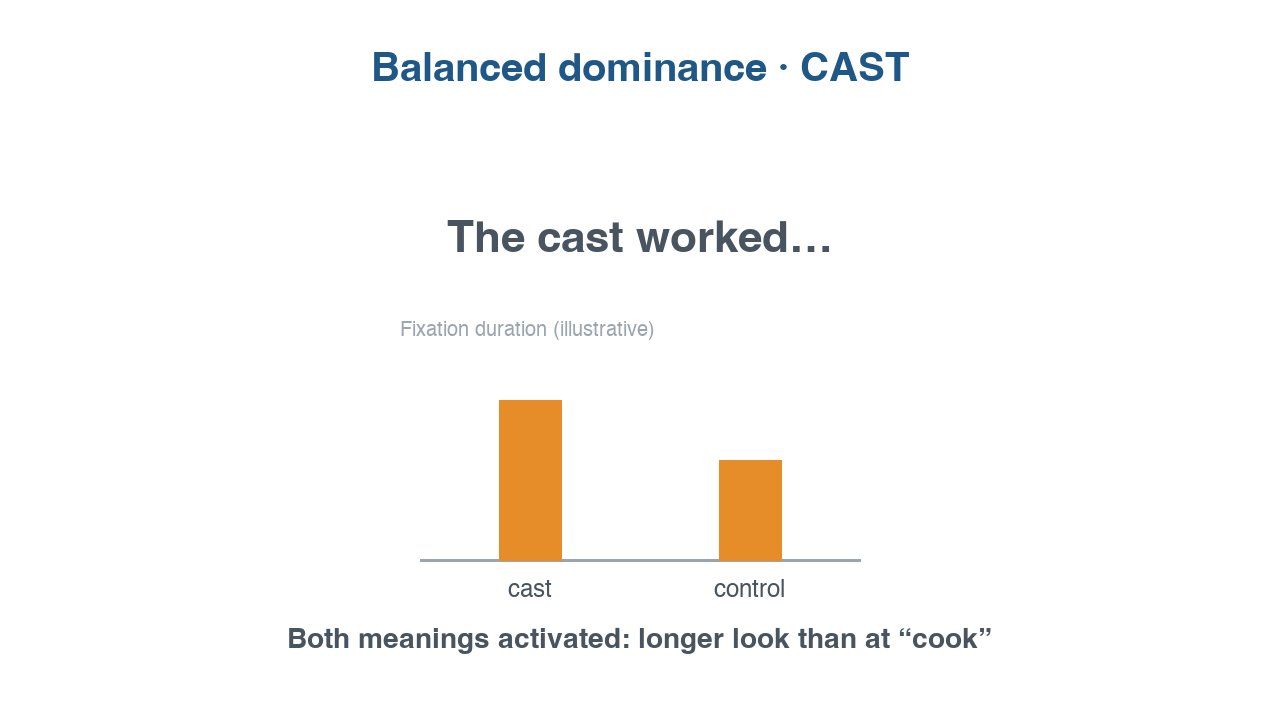 Balanced dominance · CAST
The cast worked…
Fixation duration (illustrative)
cast
control
Both meanings activated: longer look than at “cook”